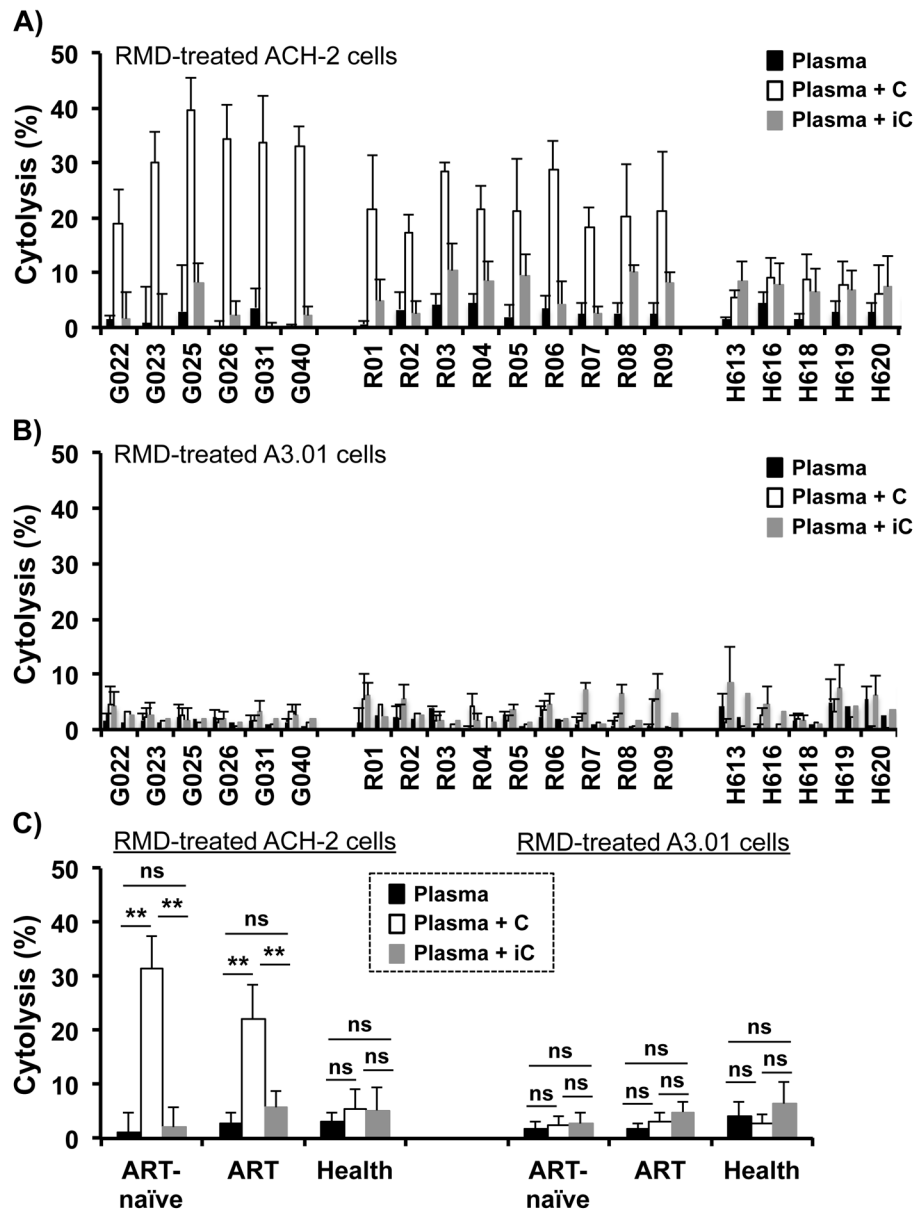 A)
RMD-treated ACH-2 cells
Plasma
Plasma + C
Plasma + iC
Cytolysis (%)
50
40
30
20
10
0
G022 G023 G025 G026 G031 G040 R01 R02 R03 R04 R05 R06 R07 R08 R09 H613 H616 H618 H619 H620
B)
RMD-treated A3.01 cells
Plasma
Plasma + C
Plasma + iC
Cytolysis (%)
50
40
30
20
10
0
G022 G023 G025 G026 G031 G040 R01 R02 R03 R04 R05 R06 R07 R08 R09 H613 H616 H618 H619 H620
C)
RMD-treated ACH-2 cells RMD-treated A3.01 cells
Plasma
Plasma + C
Plasma + iC
Cytolysis (%)
50
40
30
20
10
0
ns
** **
ns
** **
ns
ns ns
ns
ns ns
ns
ns ns
ns
ns ns
ART- ART Health ART- ART Health
naïve naïve